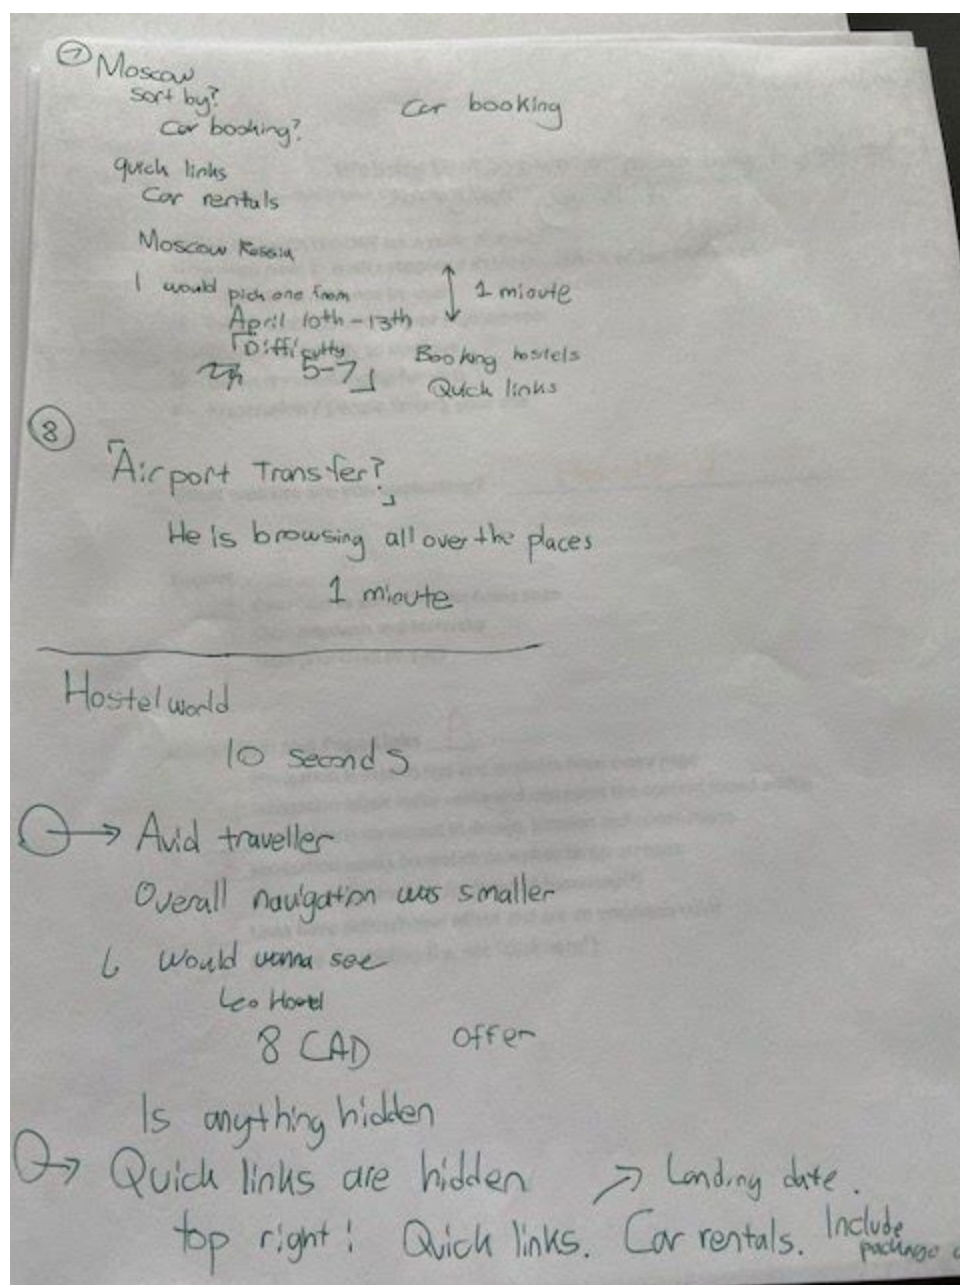 7 Moscow
sort by?
Car booking?
Car booking
quick links
Car rentals
Moscow Russia
I would pick one from
April 10th - 13th
1 mioute
「Difficulty
5-7」
Booking hostels
Quick links
8
「Airport Transfer?」
He is browsing all over the places
1 mioute
Hostelworld
10 seconds
→ Avid traveller
Overall navigation was smaller
Would wanna see
Leo Hostel
8 CAD offer
Is anything hidden
→ Quick links are hidden
↗ Landing date.
top right! Quick links. Car rentals. Include
package